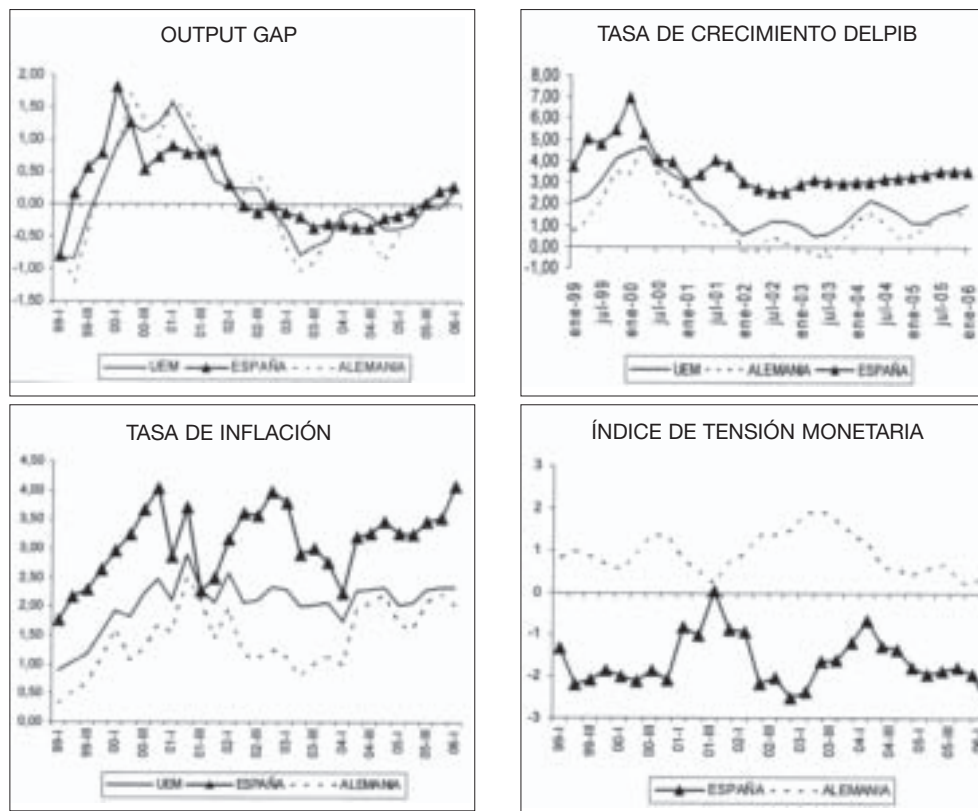 OUTPUT GAP
2,00
1,50
1,00
0,50
0,00
-0,50
-1,00
-1,50
99-I
99-III
00-I
00-III
01-I
01-III
02-I
02-III
03-I
03-III
04-I
04-III
05-I
05-III
06-I
UEM ESPAÑA ALEMANIA
TASA DE CRECIMIENTO DELPIB
8,00
7,00
6,00
5,00
4,00
3,00
2,00
1,00
0,00
-1,00
ene-99
jul-99
ene-00
jul-00
ene-01
jul-01
ene-02
jul-02
ene-03
jul-03
ene-04
jul-04
ene-05
jul-05
ene-06
UEM ALEMANIA ESPAÑA
TASA DE INFLACIÓN
4,50
4,00
3,50
3,00
2,50
2,00
1,50
1,00
0,50
0,00
99-I
99-III
00-I
00-III
01-I
01-III
02-I
02-III
03-I
03-III
04-I
04-III
05-I
05-III
06-I
UEM ESPAÑA ALEMANIA
ÍNDICE DE TENSIÓN MONETARIA
3
2
1
0
-1
-2
-3
99-I
99-III
00-I
00-III
01-I
01-III
02-I
02-III
03-I
03-III
04-I
04-III
05-I
05-III
06-I
ESPAÑA ALEMANIA